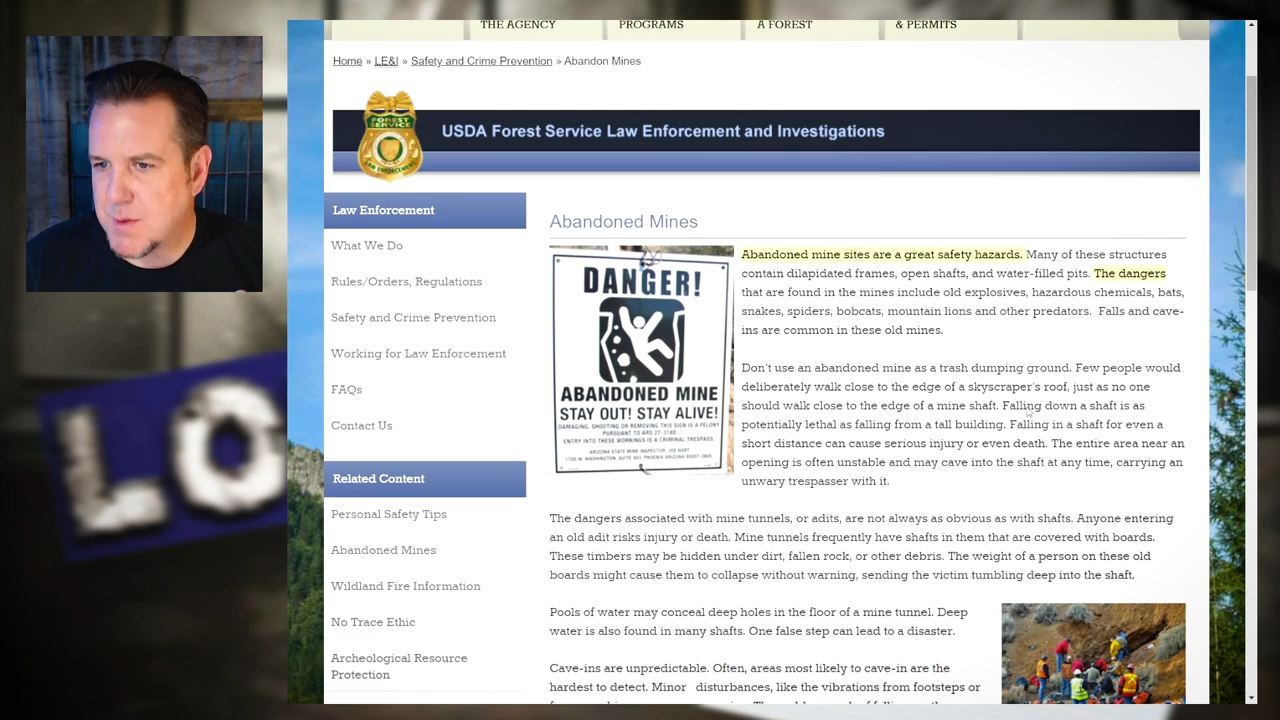 THE AGENCY
PROGRAMS
A FOREST
& PERMITS
Home » LE&I » Safety and Crime Prevention » Abandon Mines
FOREST
SERVICE
LAW ENFORCEMENT
USDA Forest Service Law Enforcement and Investigations
Law Enforcement
What We Do
Rules/Orders, Regulations
Safety and Crime Prevention
Working for Law Enforcement
FAQs
Contact Us
Related Content
Personal Safety Tips
Abandoned Mines
Wildland Fire Information
No Trace Ethic
Archeological Resource
Protection
Abandoned Mines
DANGER!
ABANDONED MINE
STAY OUT! STAY ALIVE!
DAMAGING, SHOOTING OR REMOVING THIS SIGN IS A FELONY
PURSUANT TO ARS 27-318D.
ENTRY INTO THESE WORKINGS IS A CRIMINAL TRESPASS.
ARIZONA STATE MINE INSPECTOR, JOE HART
Abandoned mine sites are a great safety hazards. Many of these structures
contain dilapidated frames, open shafts, and water-filled pits. The dangers
that are found in the mines include old explosives, hazardous chemicals, bats,
snakes, spiders, bobcats, mountain lions and other predators.  Falls and cave-
ins are common in these old mines.
Don't use an abandoned mine as a trash dumping ground. Few people would
deliberately walk close to the edge of a skyscraper's roof, just as no one
should walk close to the edge of a mine shaft. Falling down a shaft is as
potentially lethal as falling from a tall building. Falling in a shaft for even a
short distance can cause serious injury or even death. The entire area near an
opening is often unstable and may cave into the shaft at any time, carrying an
unwary trespasser with it.
The dangers associated with mine tunnels, or adits, are not always as obvious as with shafts. Anyone entering
an old adit risks injury or death. Mine tunnels frequently have shafts in them that are covered with boards.
These timbers may be hidden under dirt, fallen rock, or other debris. The weight of a person on these old
boards might cause them to collapse without warning, sending the victim tumbling deep into the shaft.
Pools of water may conceal deep holes in the floor of a mine tunnel. Deep
water is also found in many shafts. One false step can lead to a disaster.
Cave-ins are unpredictable. Often, areas most likely to cave-in are the
hardest to detect. Minor  disturbances, like the vibrations from footsteps or
LO